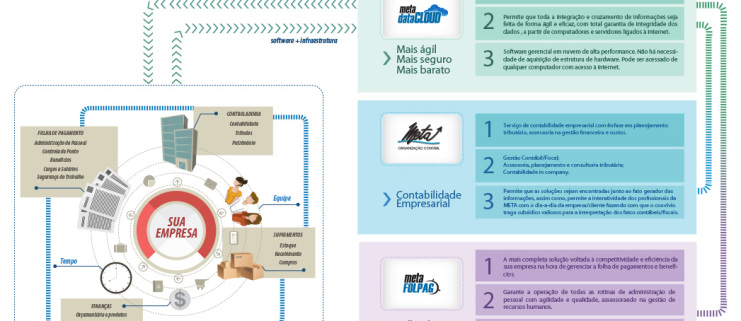 software + infraestrutura
CONTROLADORIA
Contabilidade
Tributos
Patrimônio
FOLHA DE PAGAMENTO
Administração de Pessoal
Controle de Ponto
Benefícios
Cargos e Salários
Segurança do Trabalho
SUA
EMPRESA
Equipe
SUPRIMENTOS
Estoque
Recebimento
Compras
Tempo
FINANÇAS
Orçamentário e produtos
meta
dataCLOUD
Mais ágil
Mais seguro
Mais barato
2
Permite que toda a integração e cruzamento de informações seja
feita de forma ágil e eficaz, com total garantia de integridade dos
dados , a partir de computadores e servidores ligados à internet.
3
Software gerencial em nuvem de alta performance. Não há necessi-
dade de aquisição de estrutura de hardware. Pode ser acessado de
qualquer computador com acesso à internet.
Meta
ORGANIZAÇÃO CONTÁBIL
Contabilidade
Empresarial
1
Serviço de contabilidade empresarial com ênfase em planejamento
tributário, assessoria na gestão financeira e custos.
2
Gestão Contábil/Fiscal;
Assessoria, planejamento e consultoria tributária;
Contabilidade in company.
3
Permite que as soluções sejam encontradas junto ao fato gerador das
informações, assim como, permite a interatividade dos profissionais da
META com o dia-a-dia da empresa/cliente fazendo com que o convívio
traga subsídios valiosos para a interpretação dos fatos contábeis/fiscais.
meta
FOLPAG
1
A mais completa solução voltada à competitividade e eficiência da
sua empresa na hora de gerenciar a folha de pagamentos e benefí-
cios.
2
Garante a operação de todas as rotinas de administração de
pessoal com agilidade e qualidade, assessorando na gestão de
recursos humanos.